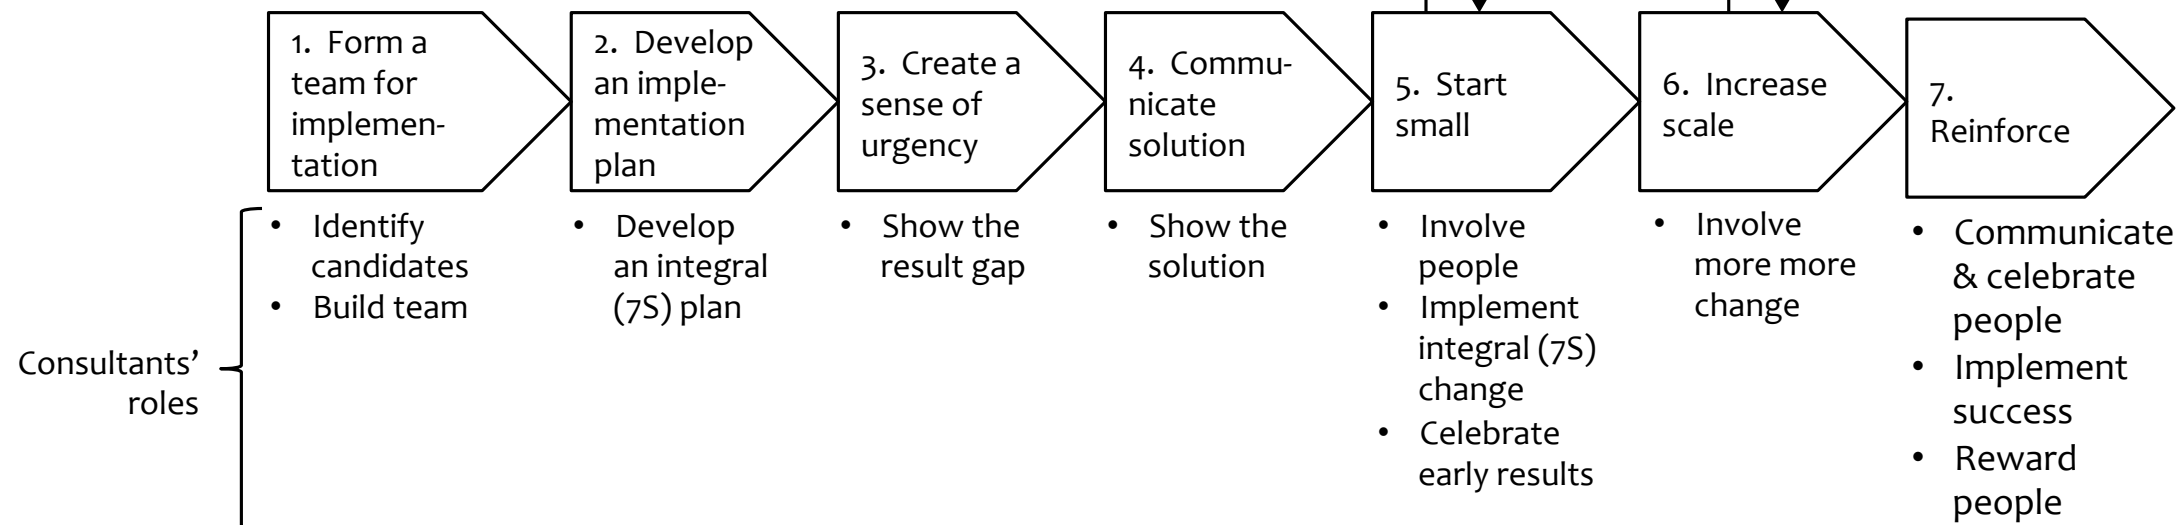 1. Form a
team for
implemen-
tation
2. Develop
an imple-
mentation
plan
3. Create a
sense of
urgency
4. Commu-
nicate
solution
5. Start
small
6. Increase
scale
7.
Reinforce
Consultants’
roles
• Identify
candidates
• Build team
• Develop
an integral
(7S) plan
• Show the
result gap
• Show the
solution
• Involve
people
• Implement
integral (7S)
change
• Celebrate
early results
• Involve
more more
change
• Communicate
& celebrate
people
• Implement
success
• Reward
people